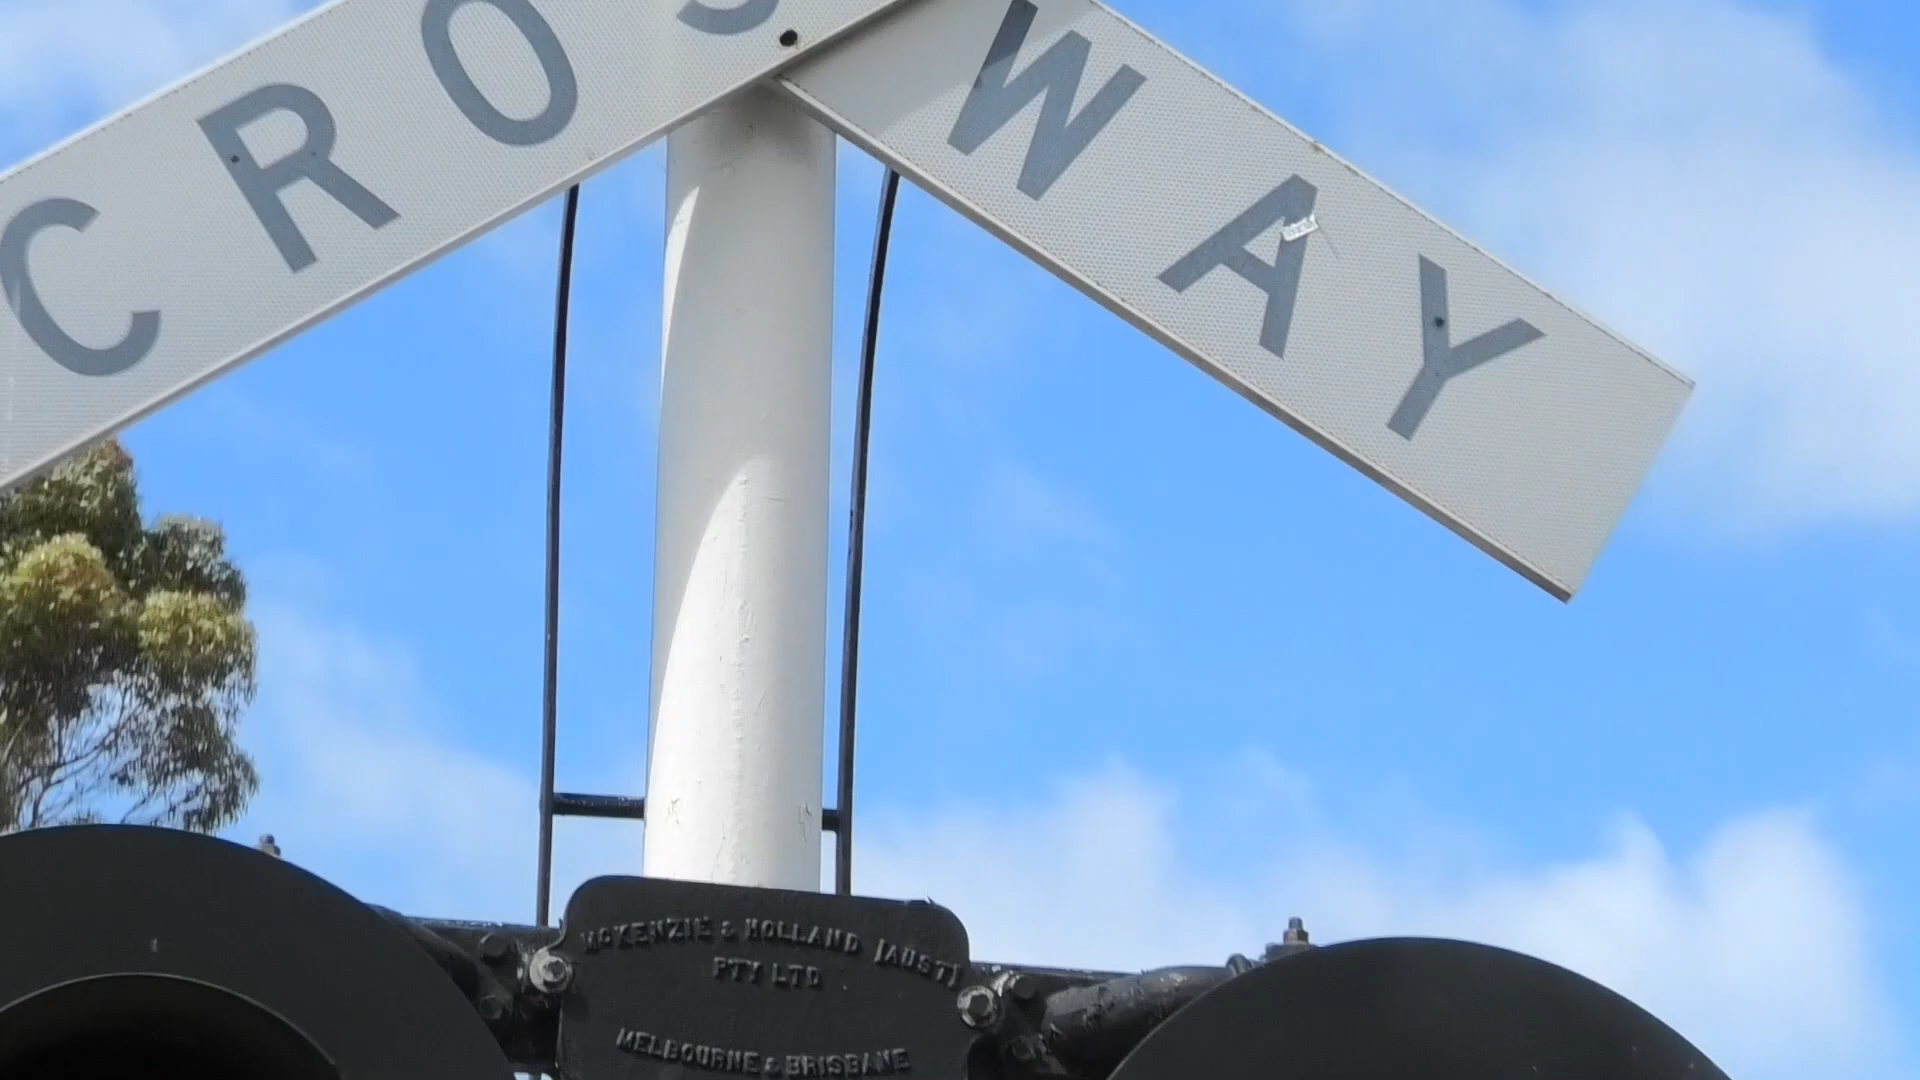 CROS
WAY
McKENZIE & HOLLAND (AUST)
PTY LTD
MELBOURNE & BRISBANE